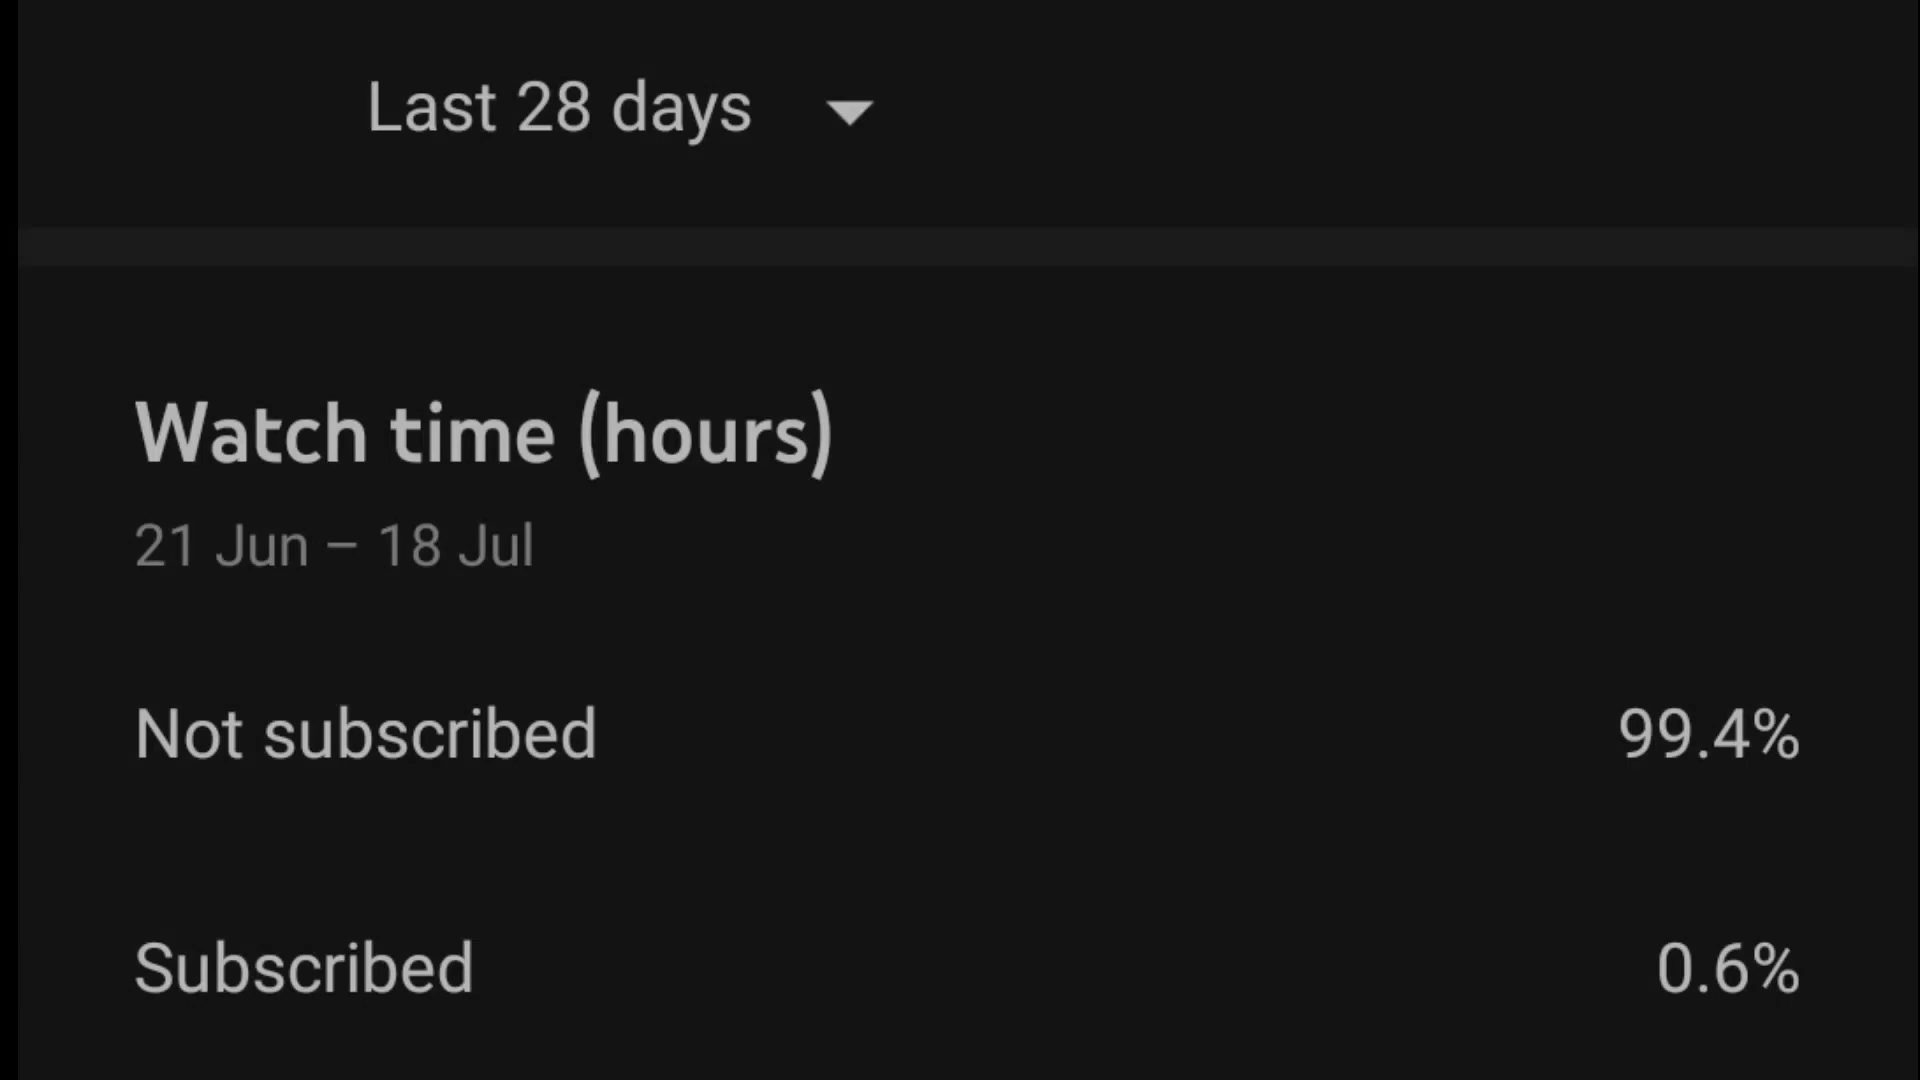 Last 28 days
Watch time (hours)
21 Jun – 18 Jul
Not subscribed 99.4%
Subscribed 0.6%